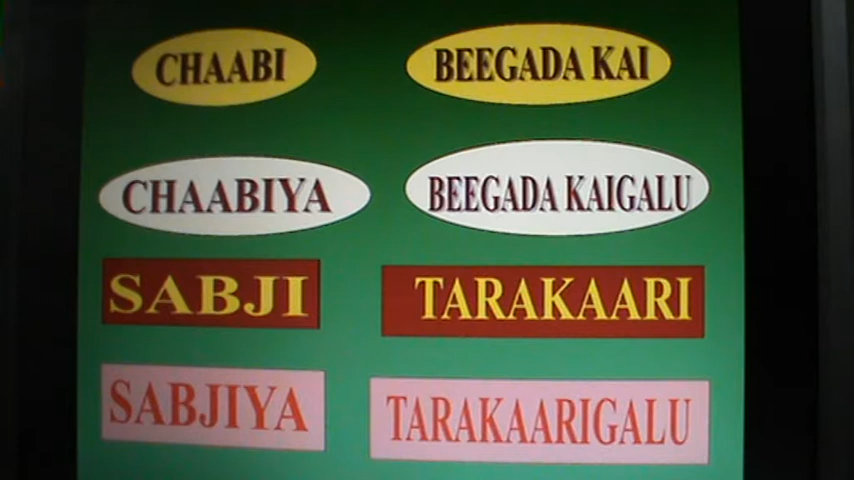 CHAABI BEEGADA KAI
CHAABIYA BEEGADA KAIGALU
SABJI TARAKAARI
SABJIYA TARAKAARIGALU